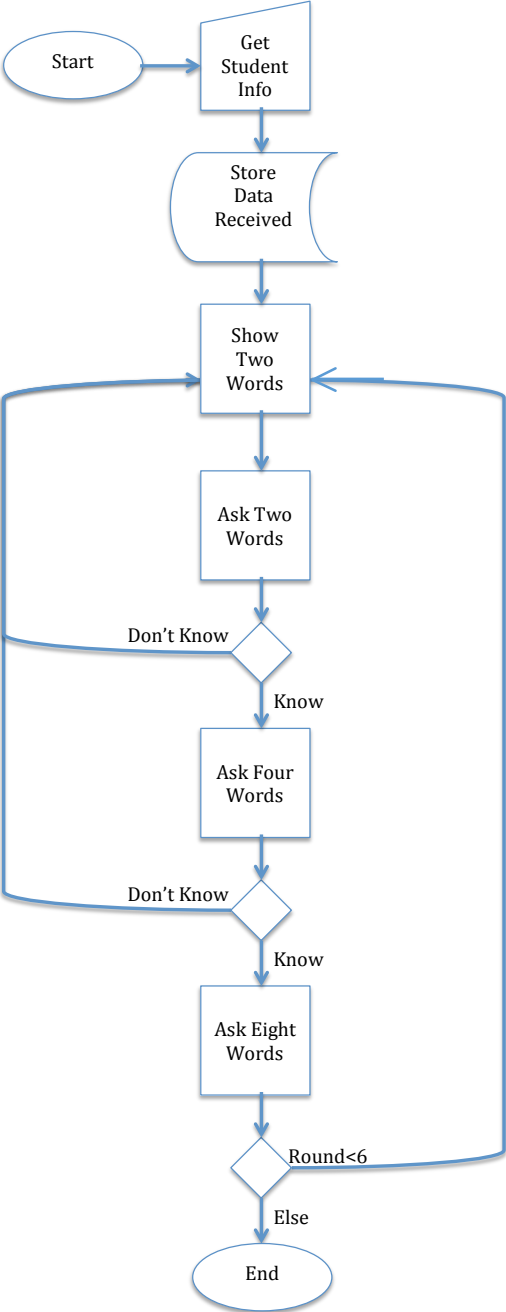 Start
Get
Student
Info
Store
Data
Received
Show
Two
Words
Ask Two
Words
Don’t Know
Know
Ask Four
Words
Don’t Know
Know
Ask Eight
Words
Round<6
Else
End